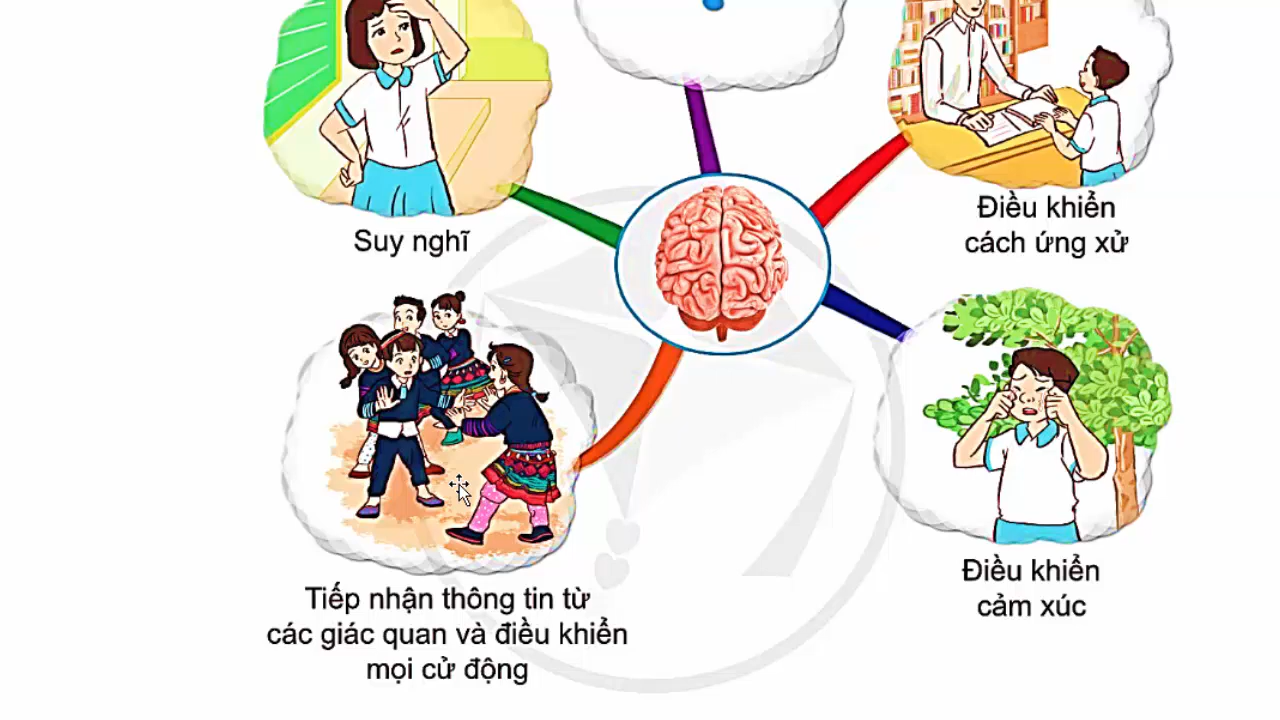 Suy nghĩ
Điều khiển
cách ứng xử
Tiếp nhận thông tin từ
các giác quan và điều khiển
mọi cử động
Điều khiển
cảm xúc